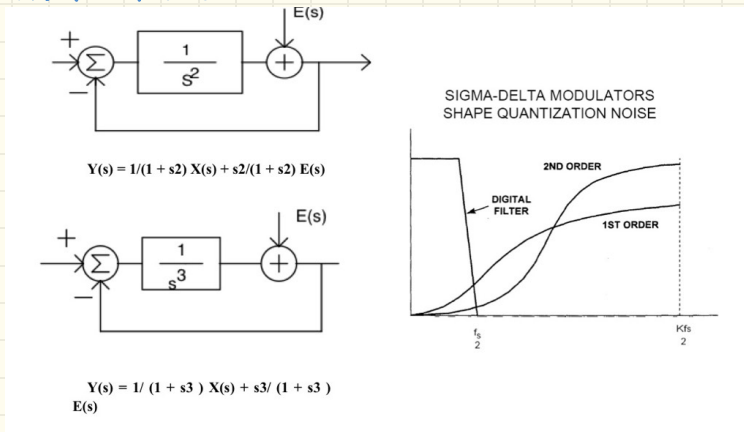 E(s)
+
Σ
1
s2
+
−
Y(s) = 1/(1 + s2) X(s) + s2/(1 + s2) E(s)
E(s)
+
Σ
1
s3
+
−
Y(s) = 1/ (1 + s3 ) X(s) + s3/ (1 + s3 )
E(s)
SIGMA-DELTA MODULATORS
SHAPE QUANTIZATION NOISE
2ND ORDER
DIGITAL
FILTER
1ST ORDER
fs
2
Kfs
2